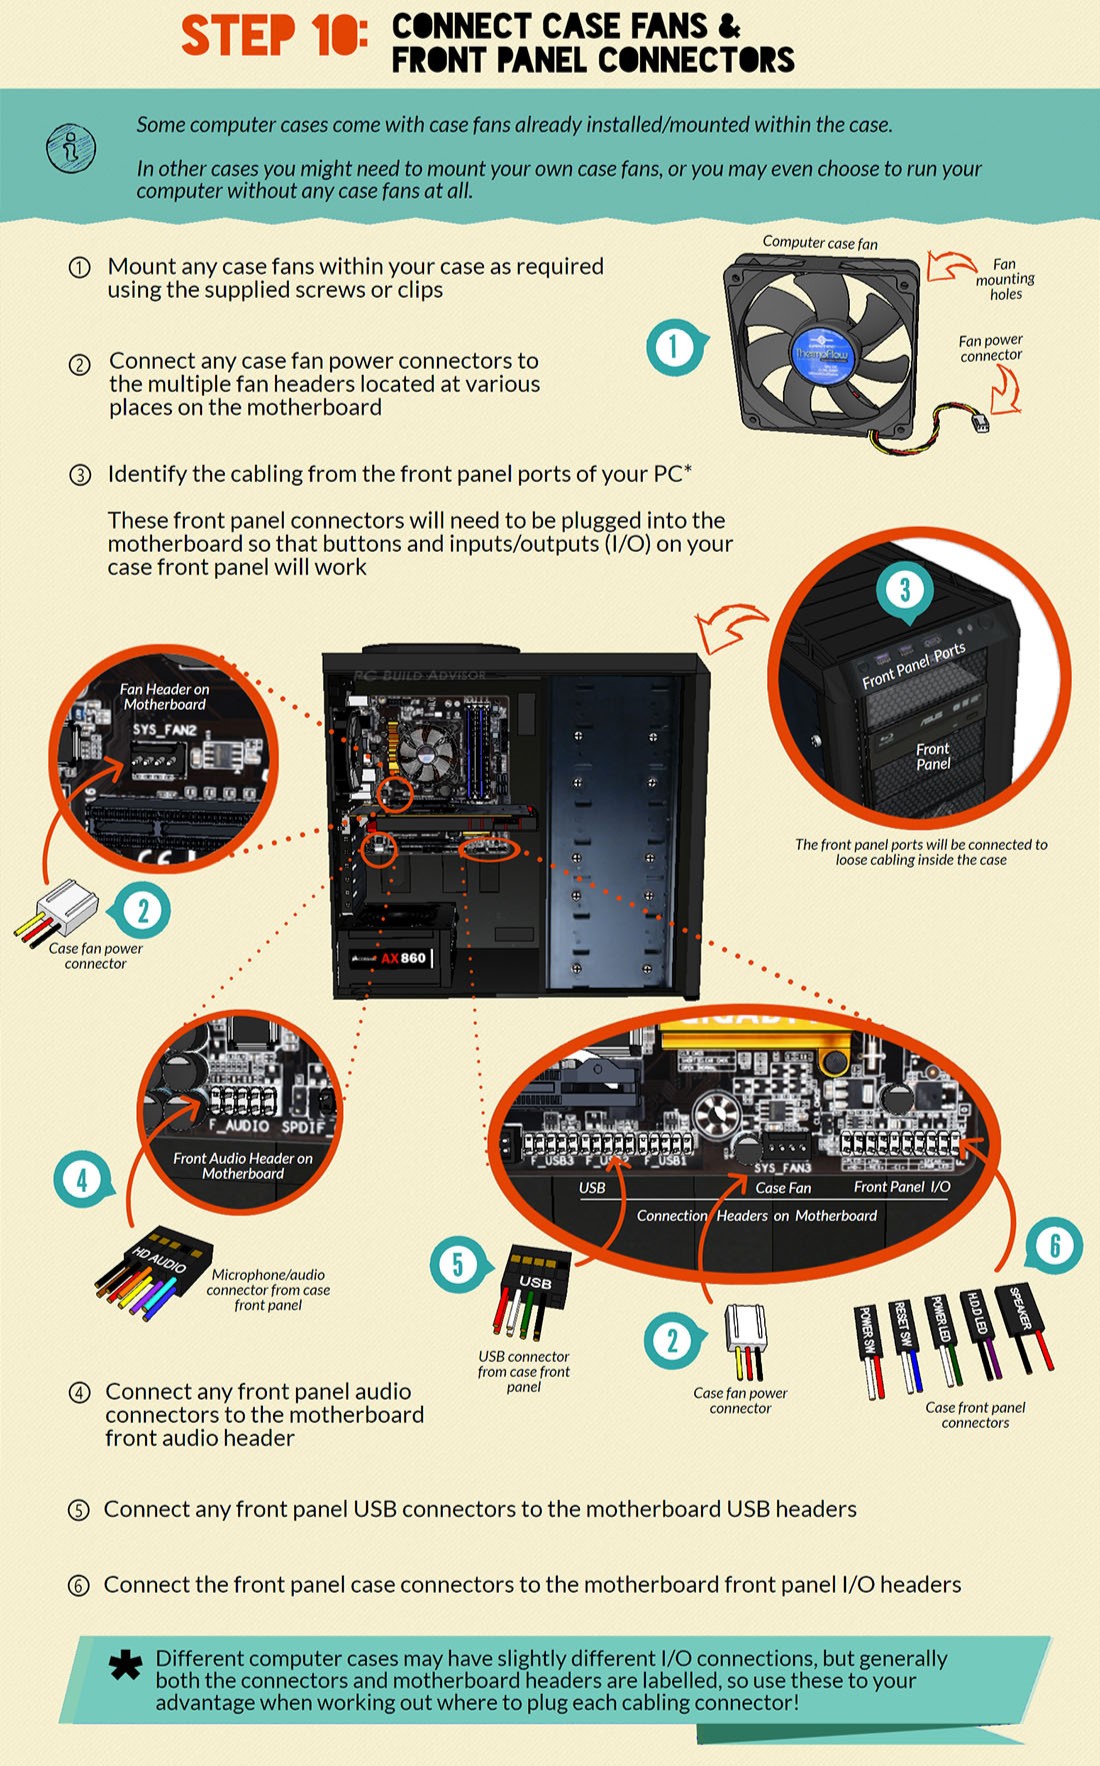 STEP 10: CONNECT CASE FANS &
FRONT PANEL CONNECTORS
Some computer cases come with case fans already installed/mounted within the case.
In other cases you might need to mount your own case fans, or you may even choose to run your
computer without any case fans at all.
1 Mount any case fans within your case as required
using the supplied screws or clips
2 Connect any case fan power connectors to
the multiple fan headers located at various
places on the motherboard
Computer case fan
Fan
mounting
holes
Fan power
connector
1
ThermoFlow
3 Identify the cabling from the front panel ports of your PC*
These front panel connectors will need to be plugged into the
motherboard so that buttons and inputs/outputs (I/O) on your
case front panel will work
3
Front Panel Ports
ASUS
Front
Panel
The front panel ports will be connected to
loose cabling inside the case
Fan Header on
Motherboard
SYS_FAN2
2
Case fan power
connector
PC BUILD ADVISOR
AX860
F_AUDIO SPDIF_
Front Audio Header on
Motherboard
4
HD AUDIO
Microphone/audio
connector from case
front panel
GIGABYTE
F_USB3 F_USB2 F_USB1
SYS_FAN3
USB
Case Fan
Front Panel I/O
Connection Headers on Motherboard
5
USB
USB connector
from case front
panel
2
Case fan power
connector
6
POWER SW
RESET SW
POWER LED
H.D.D LED
SPEAKER
Case front panel
connectors
4 Connect any front panel audio
connectors to the motherboard
front audio header
5 Connect any front panel USB connectors to the motherboard USB headers
6 Connect the front panel case connectors to the motherboard front panel I/O headers
* Different computer cases may have slightly different I/O connections, but generally
both the connectors and motherboard headers are labelled, so use these to your
advantage when working out where to plug each cabling connector!